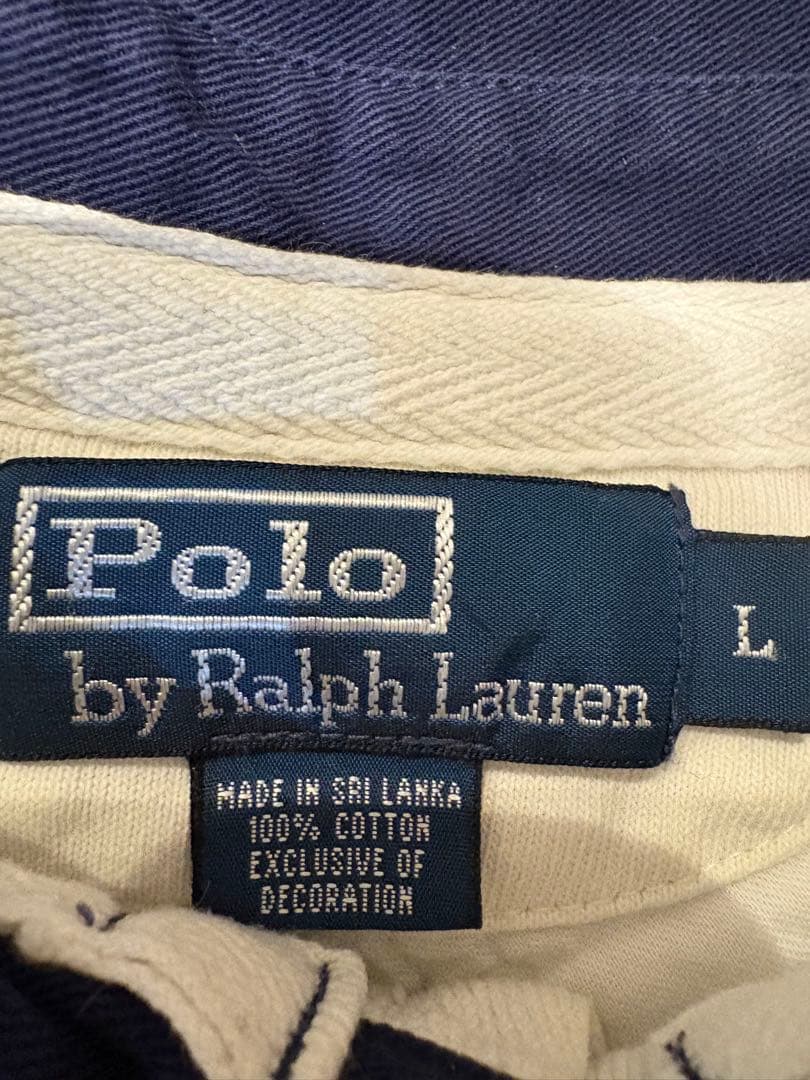 Polo
by Ralph Lauren
L
MADE IN SRI LANKA
100% COTTON
EXCLUSIVE OF
DECORATION